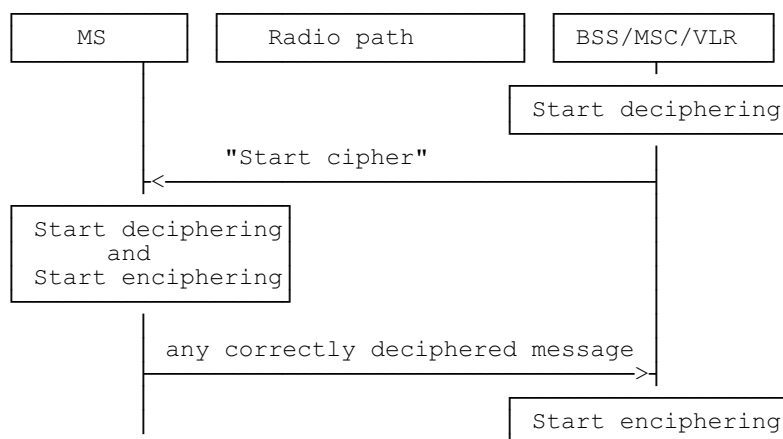 MS Radio path BSS/MSC/VLR
Start deciphering
"Start cipher"
Start deciphering
and
Start enciphering
any correctly deciphered message
Start enciphering